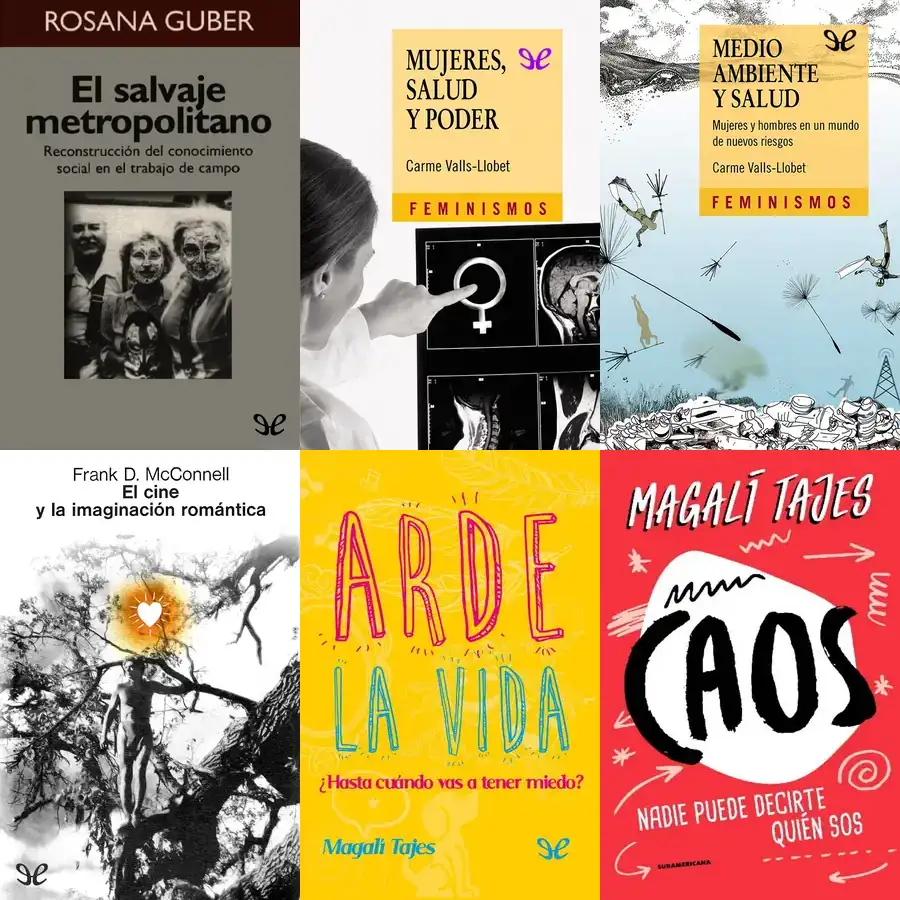 ROSANA GUBER
El salvaje
metropolitano
Reconstrucción del conocimiento
social en el trabajo de campo
MUJERES,
SALUD
Y PODER
Carme Valls-Llobet
FEMINISMOS
MEDIO
AMBIENTE
Y SALUD
Mujeres y hombres en un mundo
de nuevos riesgos
Carme Valls-Llobet
FEMINISMOS
Frank D. McConnell
El cine
y la imaginación romántica
ARDE
LA VIDA
¿Hasta cuándo vas a tener miedo?
Magalí Tajes
MAGALÍ TAJES
CAOS
NADIE PUEDE DECIRTE
QUIÉN SOS
SUDAMERICANA